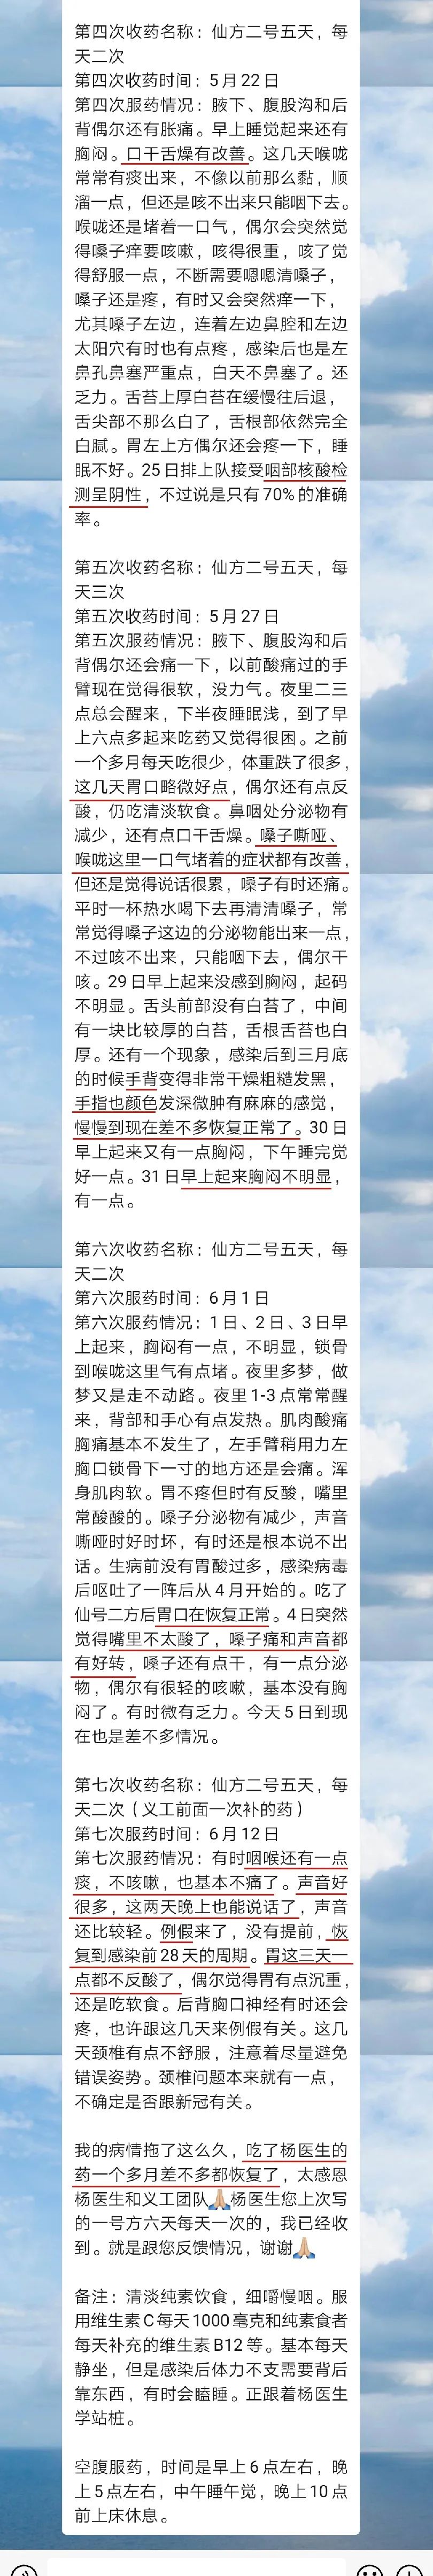 第四次收药名称：仙方二号五天，每
天二次
第四次收药时间：5月22日
第四次服药情况：腋下、腹股沟和后
背偶尔还有胀痛。早上睡觉起来还有
胸闷。口干舌燥有改善。这几天喉咙
常常有痰出来，不像以前那么黏，顺
溜一点，但还是咳不出来只能咽下去。
喉咙还是堵着一口气，偶尔会突然觉
得嗓子痒要咳嗽，咳得很重，咳了觉
得舒服一点，不断需要嗯嗯清嗓子，
嗓子还是疼，有时又会突然痒一下，
尤其嗓子左边，连着左边鼻腔和左边
太阳穴有时也有点疼，感染后也是左
鼻孔鼻塞严重点，白天不鼻塞了。还
乏力。舌苔上厚白苔在缓慢往后退，
舌尖部不那么白了，舌根部依然完全
白腻。胃左上方偶尔还会疼一下，睡
眠不好。25日排上队接受咽部核酸检
测呈阴性，不过说是只有70%的准确
率。
第五次收药名称：仙方二号五天，每
天三次
第五次收药时间：5月27日
第五次服药情况：腋下、腹股沟和后
背偶尔还会痛一下，以前酸痛过的手
臂现在觉得很软，没力气。夜里二三
点总会醒来，下半夜睡眠浅，到了早
上六点多起来吃药又觉得很困。之前
一个多月每天吃很少，体重跌了很多，
这几天胃口略微好点，偶尔还有点反
酸，仍吃清淡软食。鼻咽处分泌物有
减少，还有点口干舌燥。嗓子嘶哑、
喉咙这里一口气堵着的症状都有改善，
但还是觉得说话很累，嗓子有时还痛。
平时一杯热水喝下去再清清嗓子，常
常觉得嗓子这边的分泌物能出来一点，
不过咳不出来，只能咽下去，偶尔干
咳。29日早上起来没感到胸闷，起码
不明显。舌头前部没有白苔了，中间
有一块比较厚的白苔，舌根舌苔也白
厚。还有一个现象，感染后到三月底
的时候手背变得非常干燥粗糙发黑，
手指也颜色发深微肿有麻麻的感觉，
慢慢到现在差不多恢复正常了。30日
早上起来又有一点胸闷，下午睡完觉
好一点。31日早上起来胸闷不明显，
有一点。
第六次收药名称：仙方二号五天，每
天二次
第六次服药时间：6月1日
第六次服药情况：1日、2日、3日早
上起来，胸闷有一点，不明显，锁骨
到喉咙这里气有点堵。夜里多梦，做
梦又是走不动路。夜里1-3点常常醒
来，背部和手心有点发热。肌肉酸痛
胸痛基本不发生了，左手臂稍用力左
胸口锁骨下一寸的地方还是会痛。浑
身肌肉软。胃不疼但时有反酸，嘴里
常酸酸的。嗓子分泌物有减少，声音
嘶哑时好时坏，有时还是根本说不出
话。生病前没有胃酸过多，感染病毒
后呕吐了一阵后从4月开始的。吃了
仙号二方后胃口在恢复正常。4日突然
觉得嘴里不太酸了，嗓子痛和声音都
有好转，嗓子还有点干，有一点分泌
物，偶尔有很轻的咳嗽，基本没有胸
闷了。有时微有乏力。今天5日到现
在也是差不多情况。
第七次收药名称：仙方二号五天，每
天二次（义工前面一次补的药）
第七次服药时间：6月12日
第七次服药情况：有时咽喉还有一点
痰，不咳嗽，也基本不痛了。声音好
很多，这两天晚上也能说话了，声音
还比较轻。例假来了，没有提前，恢
复到感染前28天的周期。胃这三天一
点都不反酸了，偶尔觉得胃有点沉重，
还是吃软食。后背胸口神经有时还会
疼，也许跟这几天来例假有关。这几
天颈椎有点不舒服，注意着尽量避免
错误姿势。颈椎问题本来就有一点，
不确定是否跟新冠有关。
我的病情拖了这么久，吃了杨医生的
药一个多月差不多都恢复了，太感恩
杨医生和义工团队🙏杨医生您上次写
的一号方六天每天一次的，我已经收
到。就是跟您反馈情况，谢谢🙏
备注：清淡纯素饮食，细嚼慢咽。服
用维生素C每天1000毫克和纯素食者
每天补充的维生素B12等。基本每天
静坐，但是感染后体力不支需要背后
靠东西，有时会瞌睡。正跟着杨医生
学站桩。
空腹服药，时间是早上6点左右，晚
上5点左右，中午睡午觉，晚上10点
前上床休息。